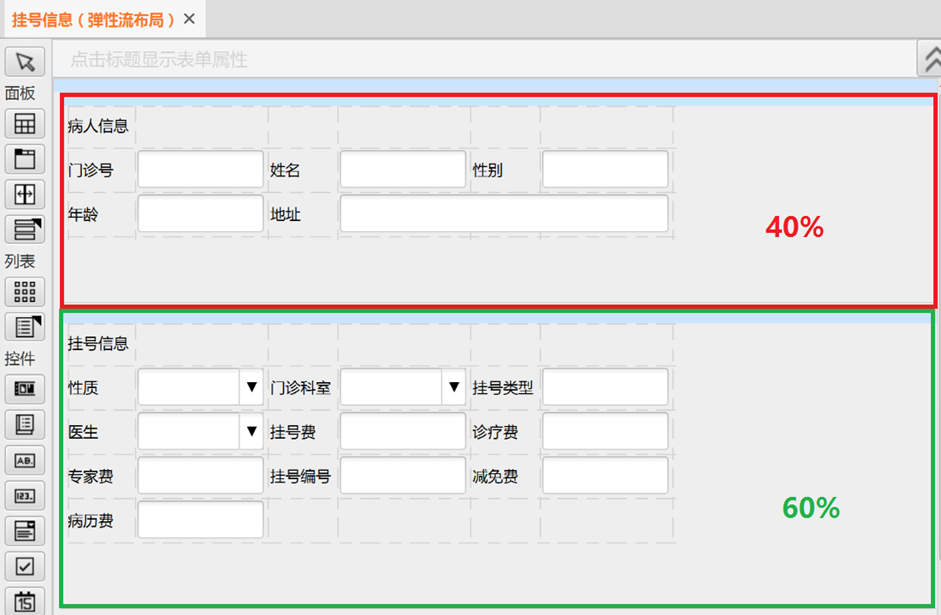 挂号信息（弹性流布局）
点击标题显示表单属性
面板
列表
控件
AB.
123.
15
病人信息
门诊号 姓名 性别
年龄 地址
40%
挂号信息
性质 门诊科室 挂号类型
医生 挂号费 诊疗费
专家费 挂号编号 减免费
病历费
60%